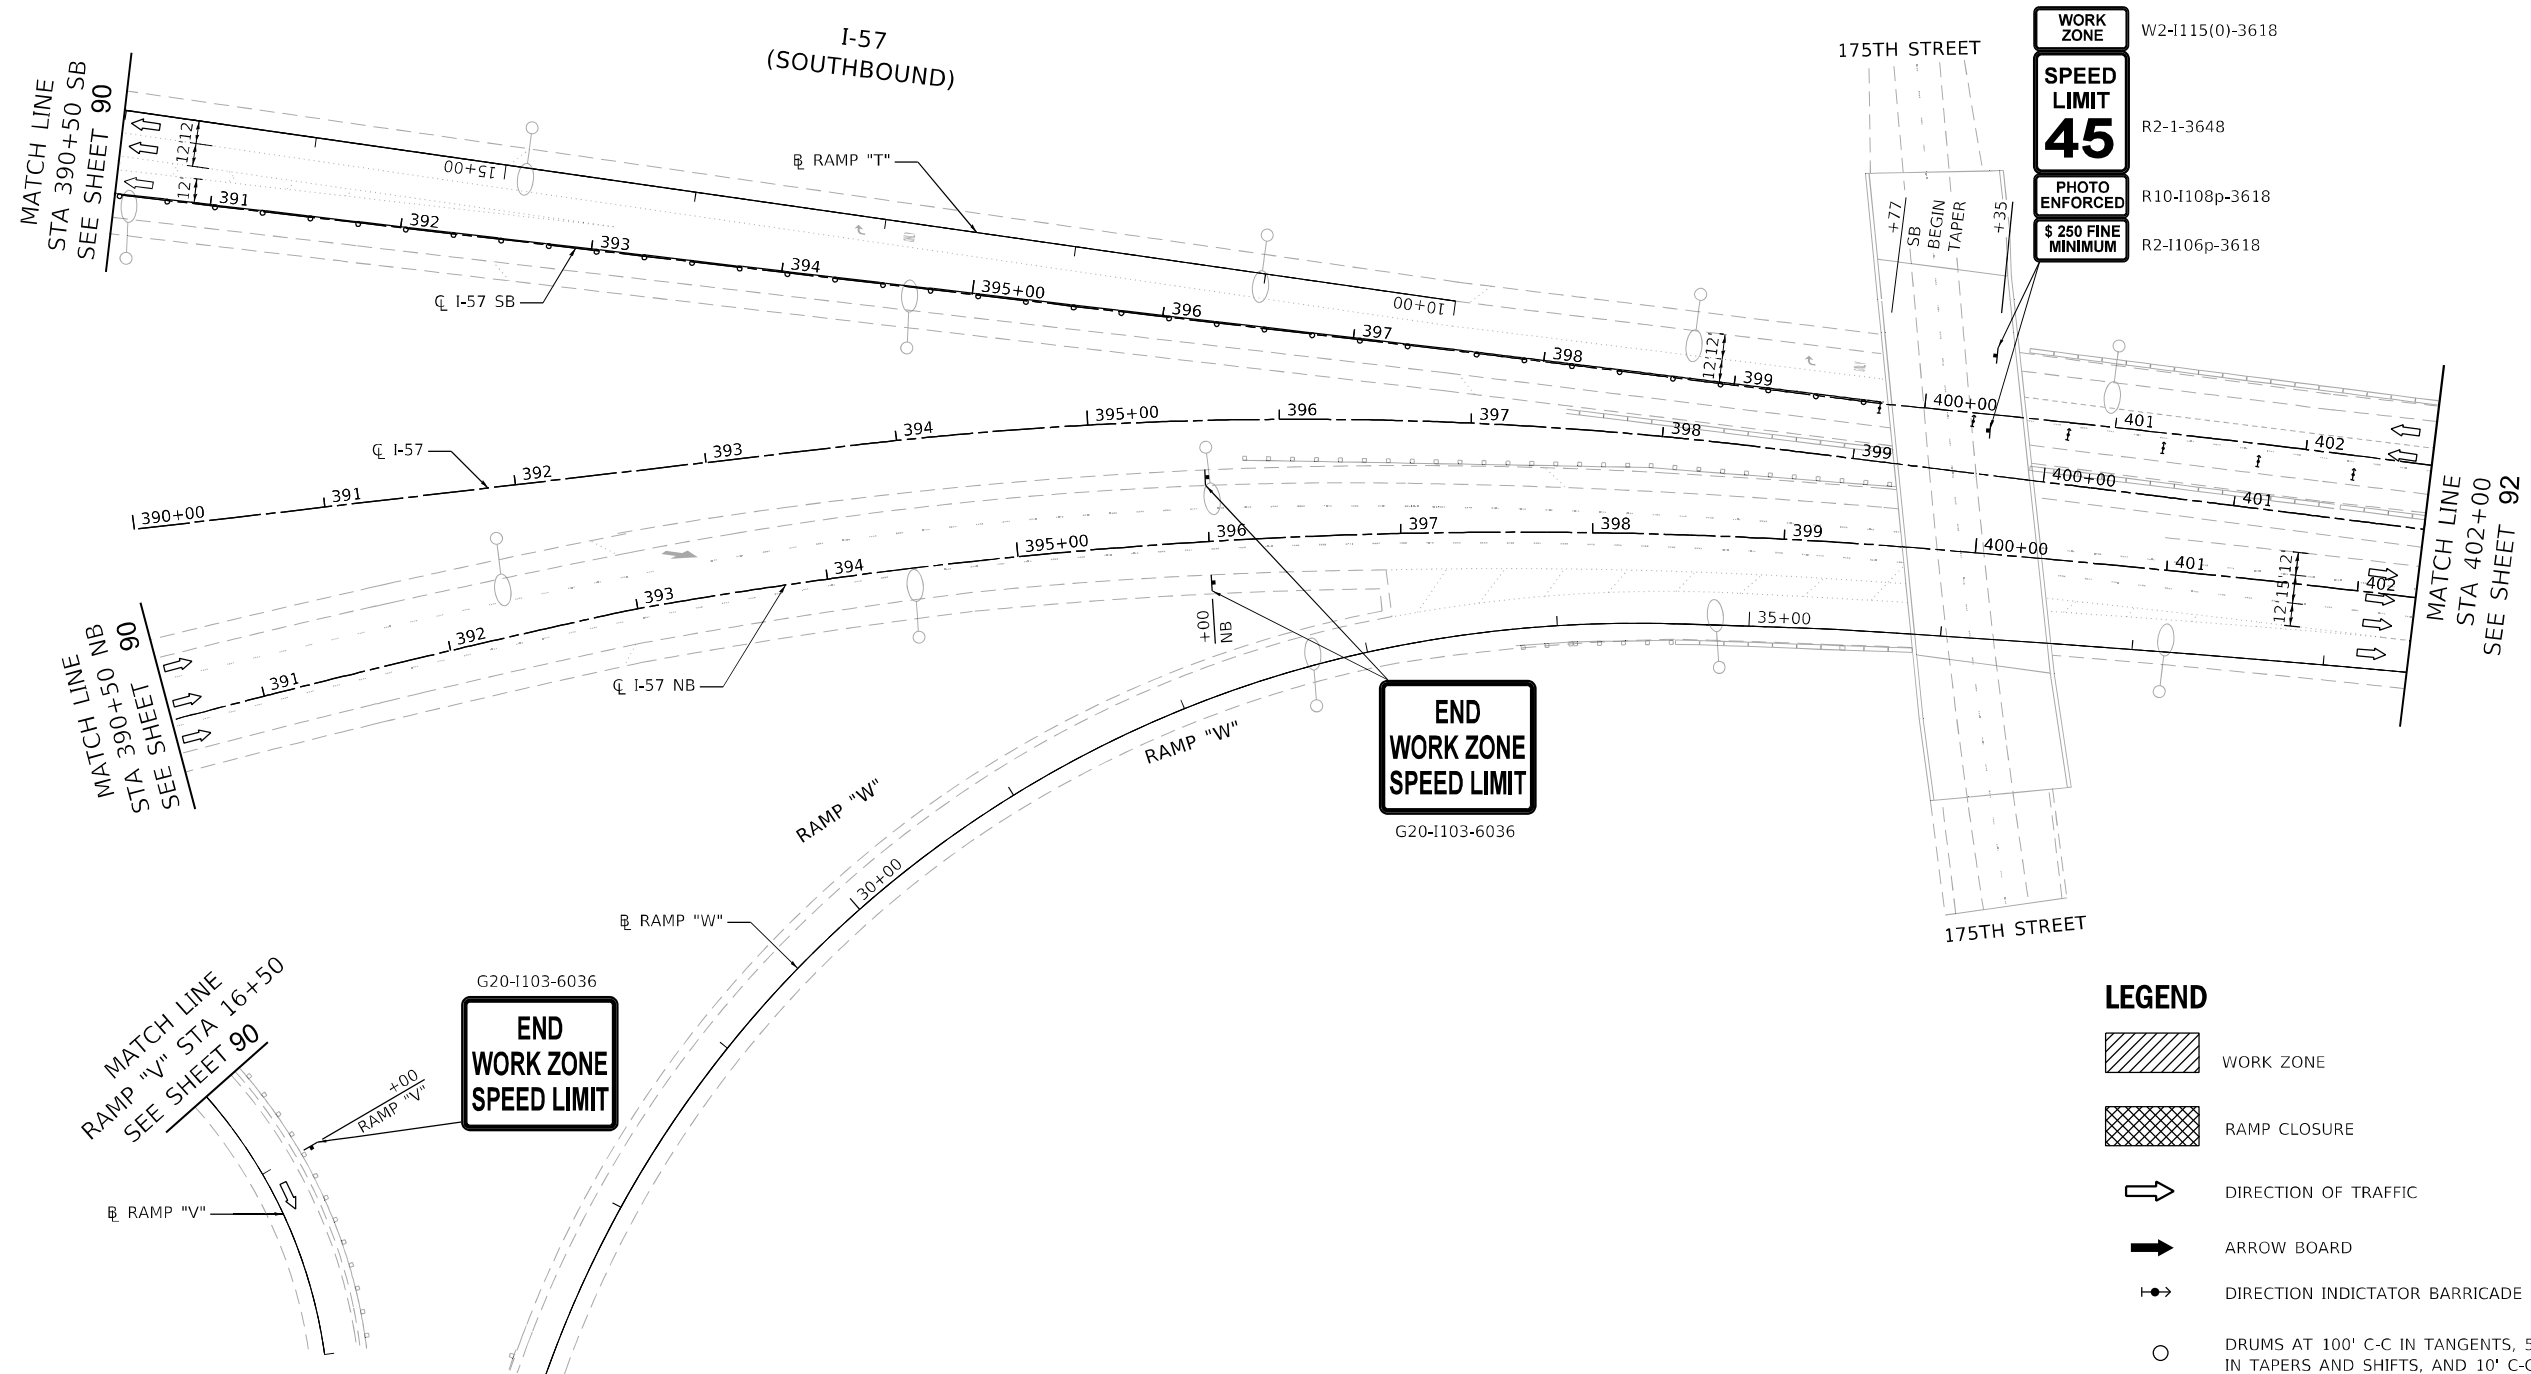 I-57
(SOUTHBOUND)
175TH STREET
WORK
ZONE
W2-I115(0)-3618
SPEED
LIMIT
45
R2-1-3648
PHOTO
ENFORCED
R10-I108p-3618
$ 250 FINE
MINIMUM
R2-I106p-3618
MATCH LINE
STA 390+50 SB
SEE SHEET 90
12'
12'
12'
15+00
℄ RAMP "T"
10+00
391
392
393
394
395+00
396
397
398
399
400+00
401
402
12'
12'
+77
SB
BEGIN
TAPER
+35
℄ I-57 SB
℄ I-57
390+00
391
392
393
394
395+00
396
397
398
399
400+00
401
MATCH LINE
STA 390+50 NB
SEE SHEET 90
391
392
393
394
395+00
396
397
398
399
400+00
401
402
12'
15'
12'
MATCH LINE
STA 402+00
SEE SHEET 92
℄ I-57 NB
+00
NB
35+00
END
WORK ZONE
SPEED LIMIT
G20-I103-6036
RAMP "W"
RAMP "W"
30+00
RAMP "W"
175TH STREET
MATCH LINE
RAMP "V" STA 16+50
SEE SHEET 90
+00
RAMP "V"
G20-I103-6036
END
WORK ZONE
SPEED LIMIT
RAMP "V"
LEGEND
WORK ZONE
RAMP CLOSURE
DIRECTION OF TRAFFIC
ARROW BOARD
DIRECTION INDICTATOR BARRICADE
DRUMS AT 100' C-C IN TANGENTS, 5
IN TAPERS AND SHIFTS, AND 10' C-C